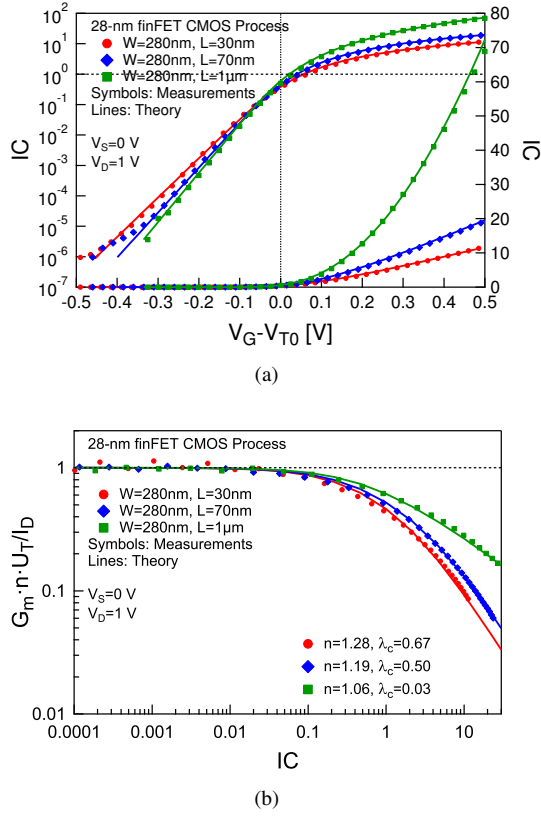 28-nm finFET CMOS Process
W=280nm, L=30nm
W=280nm, L=70nm
W=280nm, L=1µm
Symbols: Measurements
Lines: Theory
V_S=0 V
V_D=1 V
IC
10^2
10^1
10^0
10^-1
10^-2
10^-3
10^-4
10^-5
10^-6
10^-7
IC
80
70
60
50
40
30
20
10
0
-0.5 -0.4 -0.3 -0.2 -0.1 0.0 0.1 0.2 0.3 0.4 0.5
V_G-V_T0 [V]
(a)
28-nm finFET CMOS Process
W=280nm, L=30nm
W=280nm, L=70nm
W=280nm, L=1µm
Symbols: Measurements
Lines: Theory
V_S=0 V
V_D=1 V
n=1.28, λ_c=0.67
n=1.19, λ_c=0.50
n=1.06, λ_c=0.03
G_m·n·U_T/I_D
1
0.1
0.01
0.0001 0.001 0.01 0.1 1 10
IC
(b)